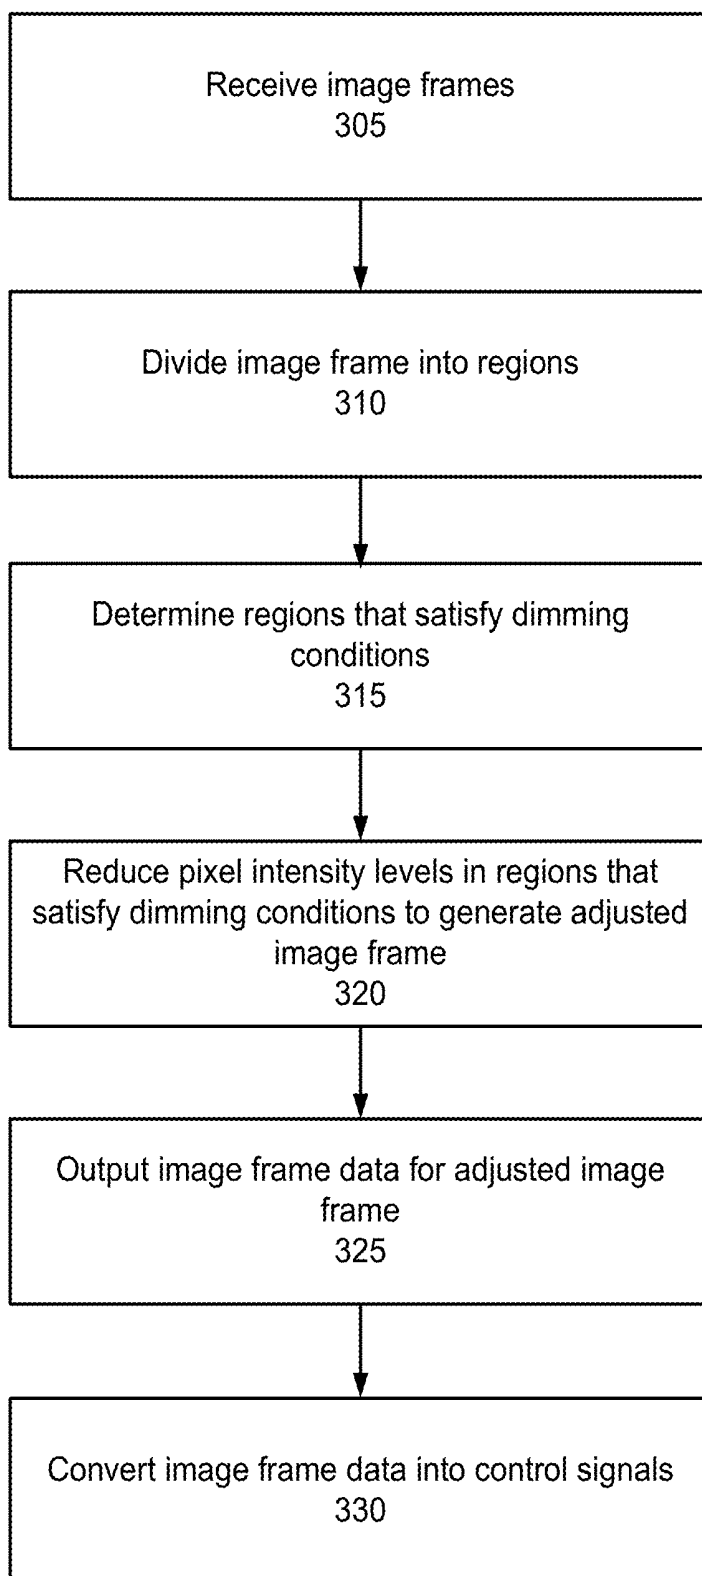 Receive image frames
305
Divide image frame into regions
310
Determine regions that satisfy dimming
conditions
315
Reduce pixel intensity levels in regions that
satisfy dimming conditions to generate adjusted
image frame
320
Output image frame data for adjusted image
frame
325
Convert image frame data into control signals
330